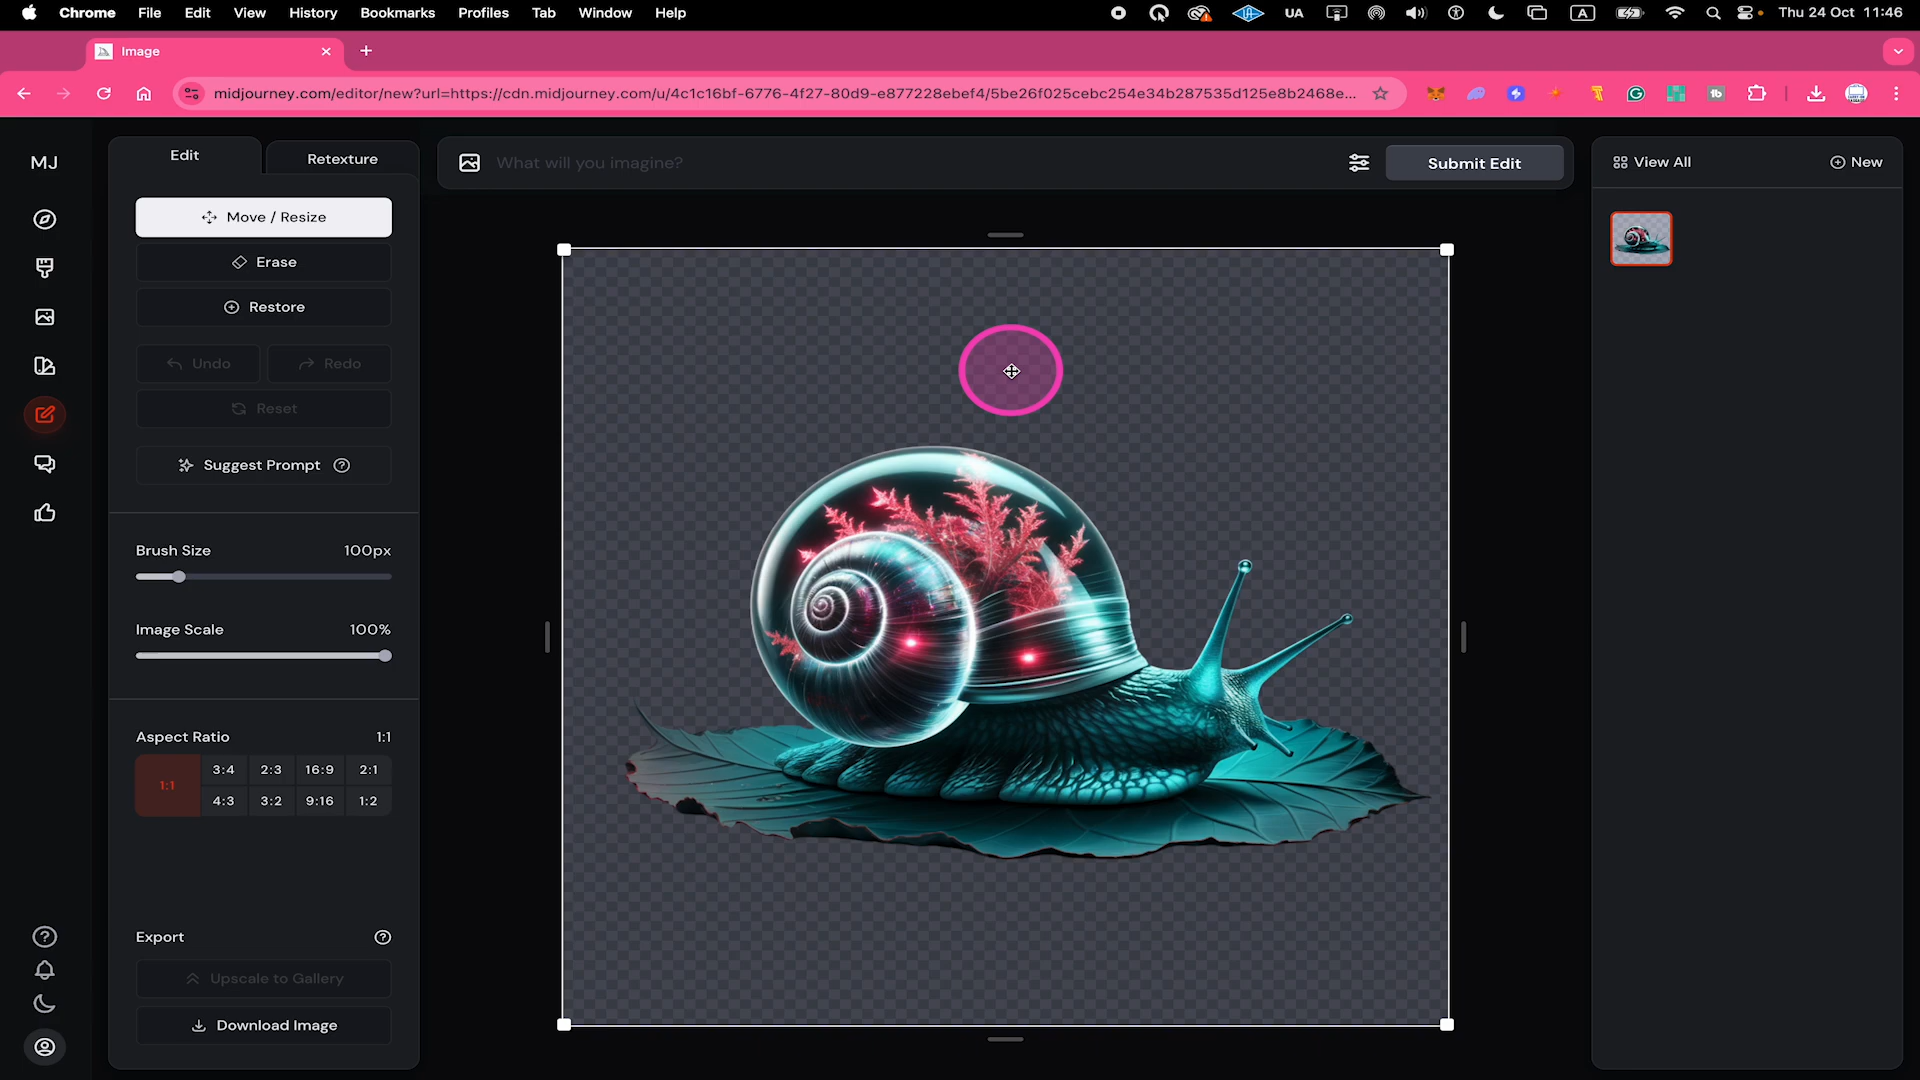 Chrome File Edit View History Bookmarks Profiles Tab Window Help UA A Thu 24 Oct 11:46
Image
midjourney.com/editor/new?url=https://cdn.midjourney.com/u/4c1c16bf-6776-4f27-80d9-e877228ebef4/5be26f025cebc254e34b287535d125e8b2468e...
MJ
Edit Retexture
What will you imagine?
Submit Edit
View All New
Move / Resize
Erase
Restore
Undo Redo
Reset
Suggest Prompt
Brush Size 100px
Image Scale 100%
Aspect Ratio 1:1
1:1
3:4 2:3 16:9 2:1
4:3 3:2 9:16 1:2
Export
Upscale to Gallery
Download Image